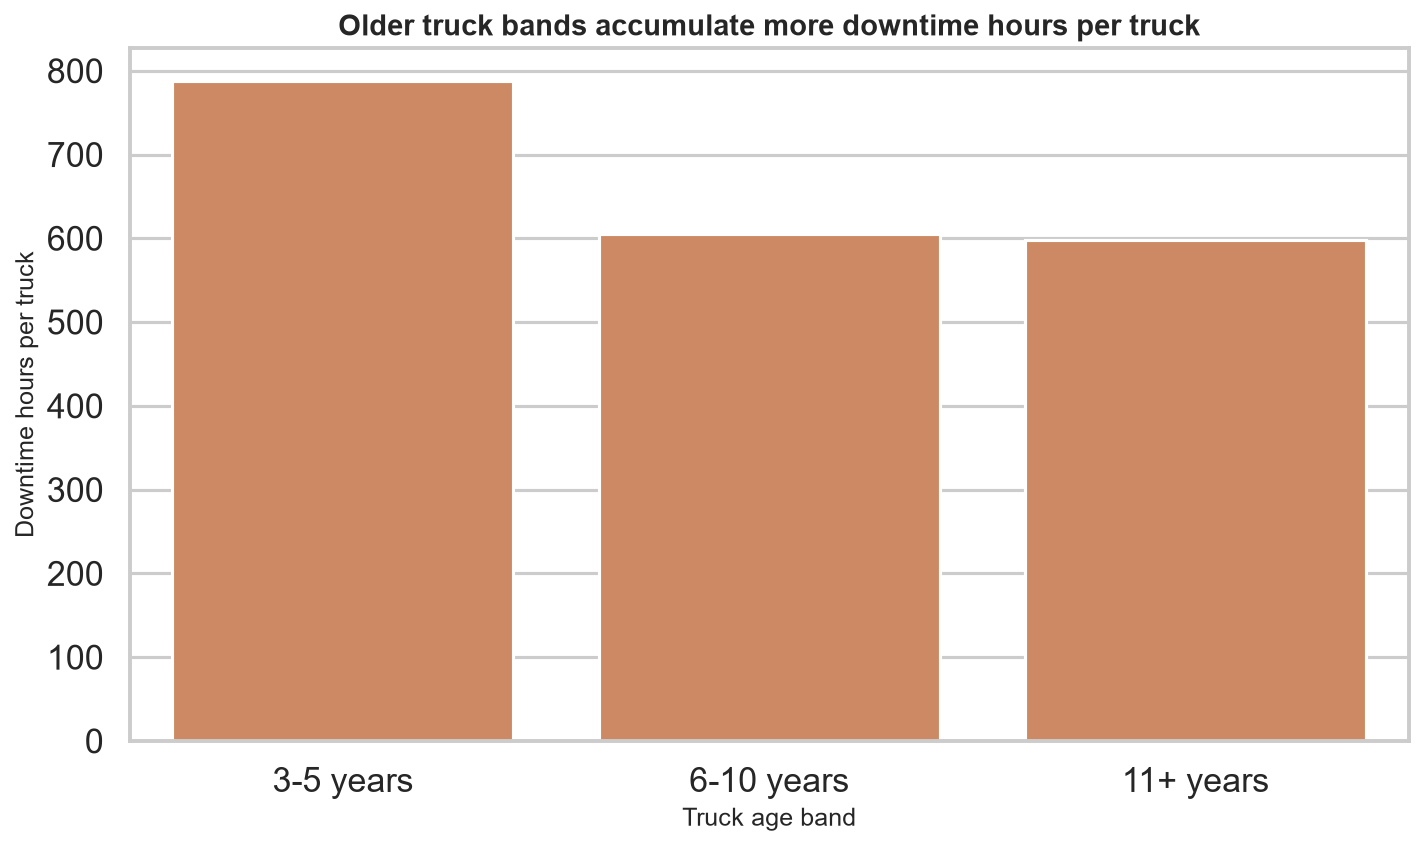 Older truck bands accumulate more downtime hours per truck
800
700
600
500
400
300
200
100
0
Downtime hours per truck
3-5 years
6-10 years
11+ years
Truck age band